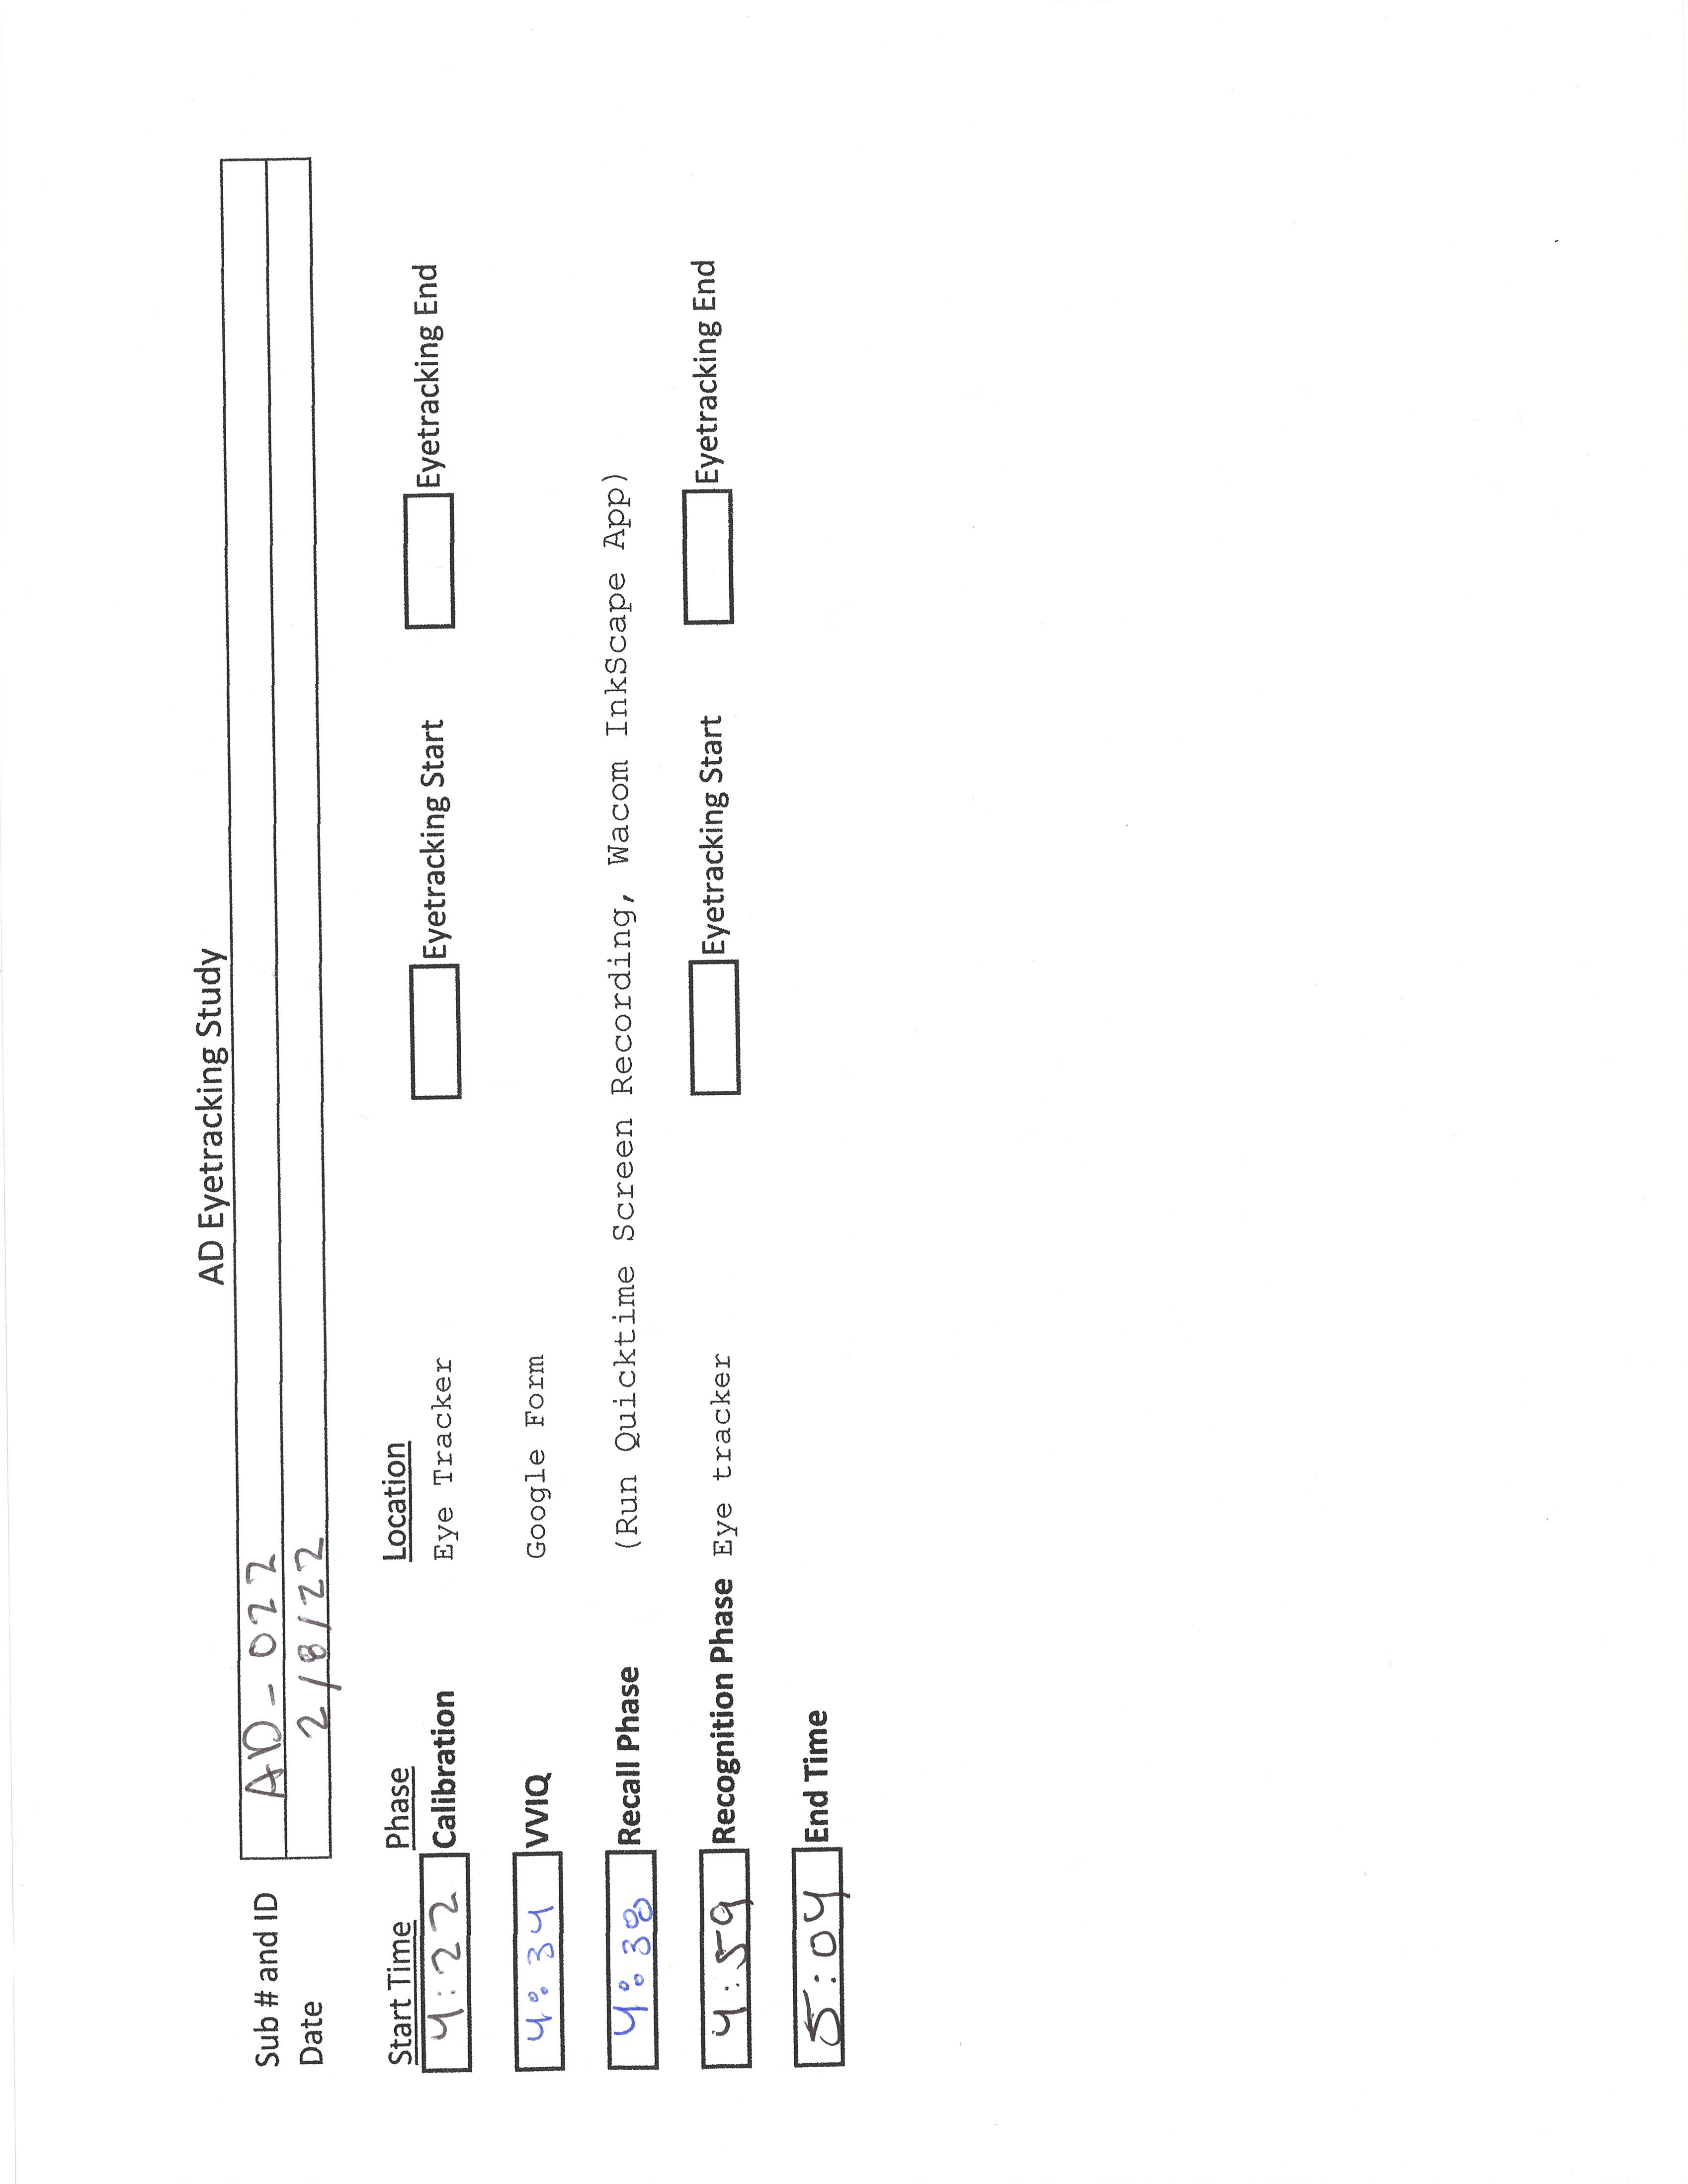 AD Eyetracking Study
Sub # and ID AD-022
Date 2/8/22
Start Time Phase Location
4:22 Calibration Eye Tracker Eyetracking Start Eyetracking End
4:34 VVIQ Google Form
4:38 Recall Phase (Run Quicktime Screen Recording, Wacom InkScape App)
4:59 Recognition Phase Eye tracker Eyetracking Start Eyetracking End
5:04 End Time